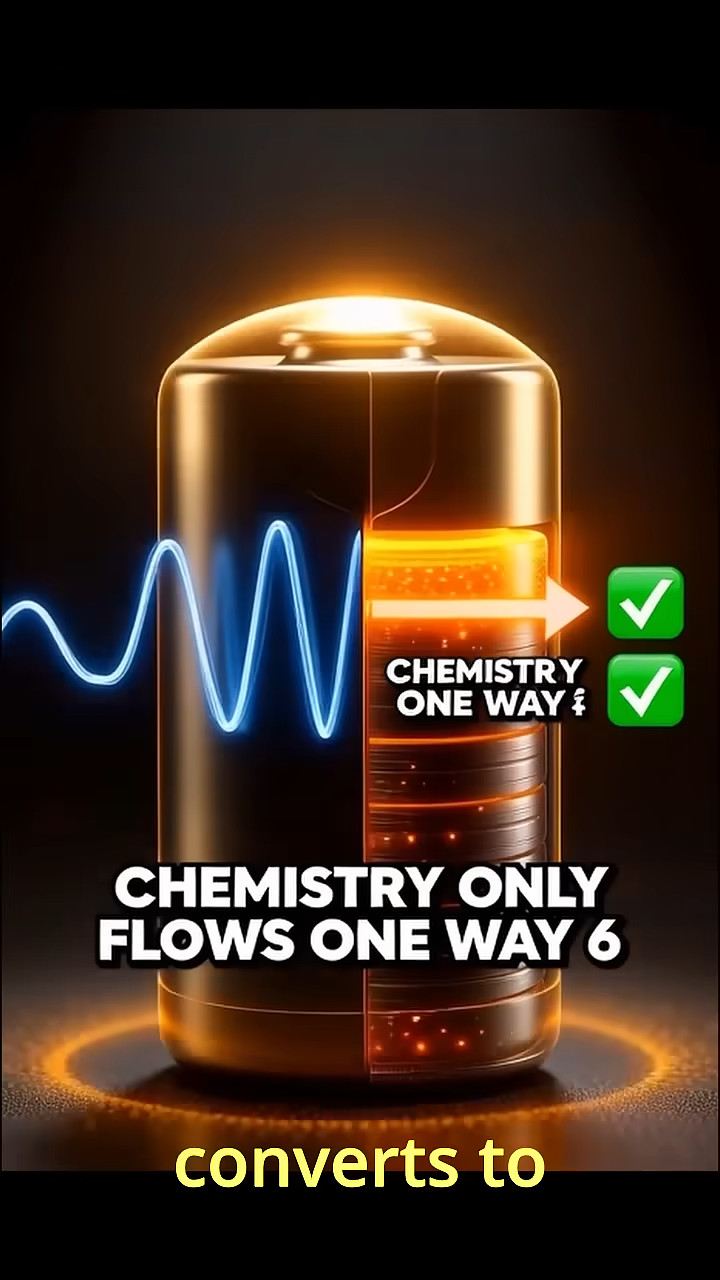 CHEMISTRY
ONE WAY
CHEMISTRY ONLY
FLOWS ONE WAY 6
converts to